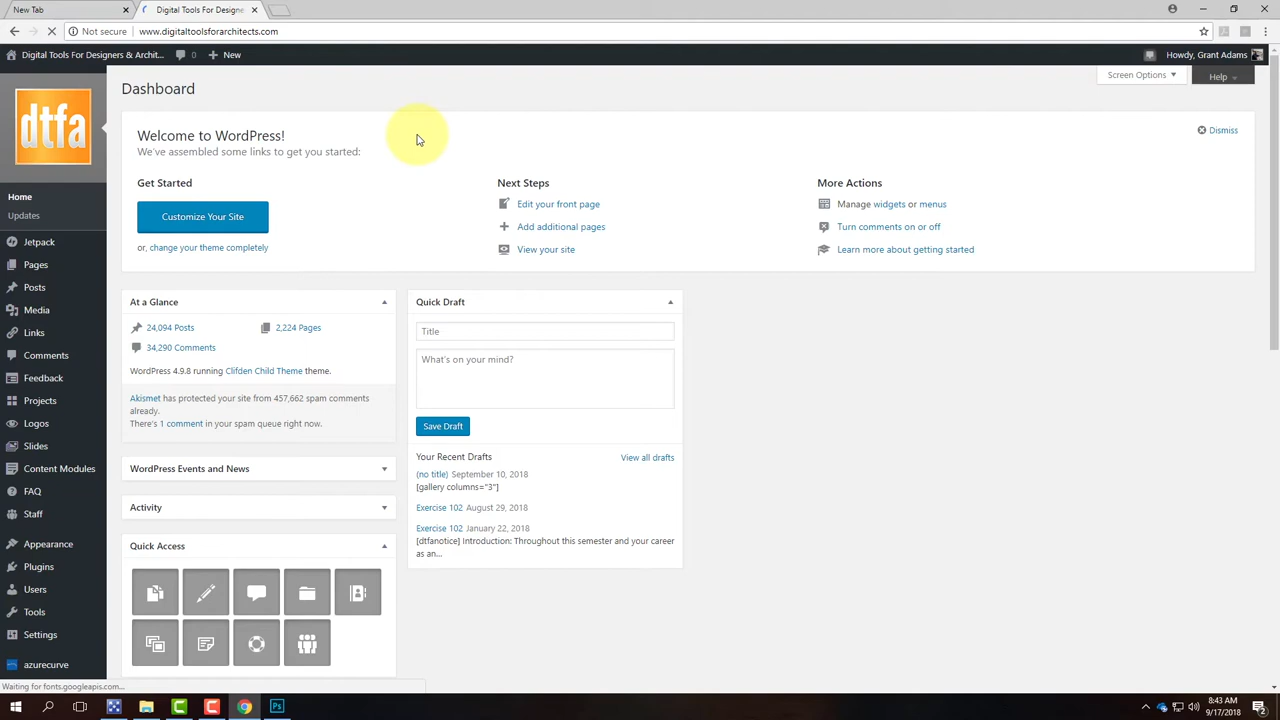 New Tab
Digital Tools For Designe
Not secure
www.digitaltoolsforarchitects.com
Digital Tools For Designers & Archit...
0
New
Howdy, Grant Adams
dtfa
Dashboard
Screen Options
Help
Welcome to WordPress!
We've assembled some links to get you started:
Dismiss
Get Started
Next Steps
More Actions
Customize Your Site
or, change your theme completely
Edit your front page
Add additional pages
View your site
Manage widgets or menus
Turn comments on or off
Learn more about getting started
Home
Updates
Jetpack
Pages
Posts
Media
Links
Comments
Feedback
Projects
Logos
Slides
Content Modules
FAQ
Staff
Appearance
Plugins
Users
Tools
Settings
azurecurve
At a Glance
24,094 Posts
2,224 Pages
34,290 Comments
WordPress 4.9.8 running Clifden Child Theme theme.
Akismet has protected your site from 457,662 spam comments
already.
There's 1 comment in your spam queue right now.
WordPress Events and News
Activity
Quick Access
Quick Draft
Title
What's on your mind?
Save Draft
Your Recent Drafts
View all drafts
(no title) September 10, 2018
[gallery columns="3"]
Exercise 102 August 29, 2018
Exercise 102 January 22, 2018
[dtfanotice] Introduction: Throughout this semester and your career
as an...
Waiting for fonts.googleapis.com...
Ps
8:43 AM
9/17/2018
2